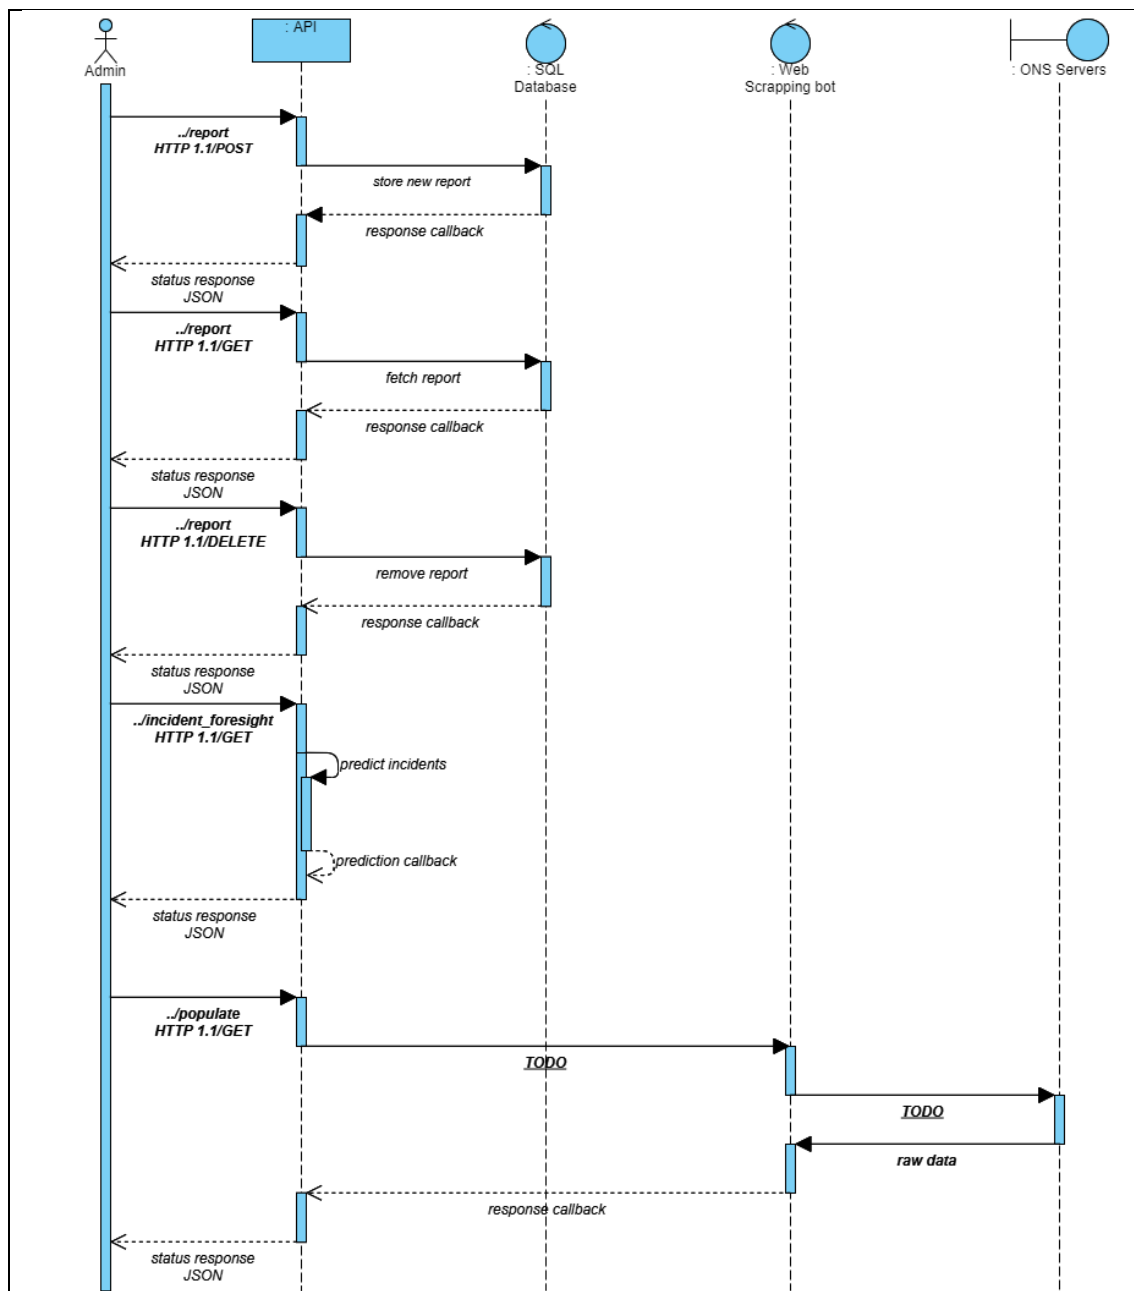 : API
Admin
: SQL
Database
: Web
Scrapping bot
: ONS Servers
../report
HTTP 1.1/POST
store new report
response callback
status response
JSON
../report
HTTP 1.1/GET
fetch report
response callback
status response
JSON
../report
HTTP 1.1/DELETE
remove report
response callback
status response
JSON
../incident_foresight
HTTP 1.1/GET
predict incidents
prediction callback
status response
JSON
../populate
HTTP 1.1/GET
TODO
TODO
raw data
response callback
status response
JSON